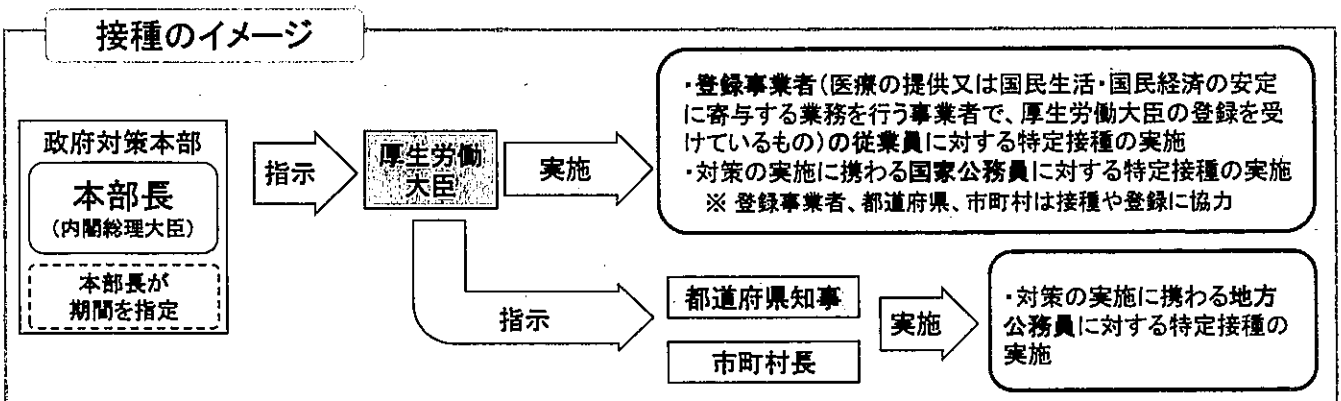 接種のイメージ
政府対策本部
本部長
(内閣総理大臣)
本部長が
期間を指定
指示
厚生労働
大臣
実施
・登録事業者(医療の提供又は国民生活・国民経済の安定
に寄与する業務を行う事業者で、厚生労働大臣の登録を受
けているもの)の従業員に対する特定接種の実施
・対策の実施に携わる国家公務員に対する特定接種の実施
※ 登録事業者、都道府県、市町村は接種や登録に協力
指示
都道府県知事
市町村長
実施
・対策の実施に携わる地方
公務員に対する特定接種の
実施